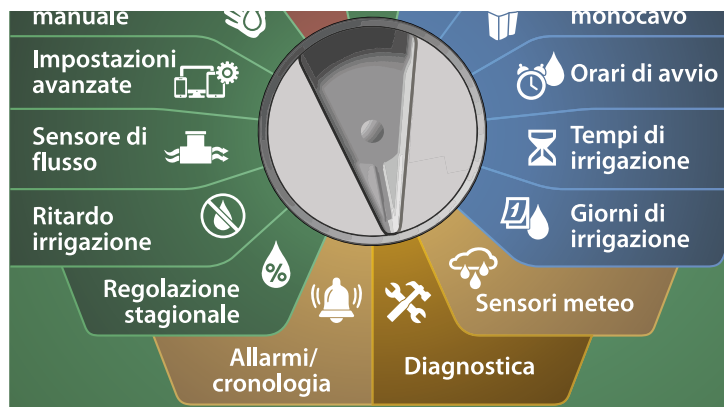 manuale
monocavo
Impostazioni
avanzate
Orari di avvio
Sensore di
flusso
Tempi di
irrigazione
Ritardo
irrigazione
1
Giorni di
irrigazione
%
Regolazione
stagionale
Sensori meteo
Allarmi/
cronologia
Diagnostica